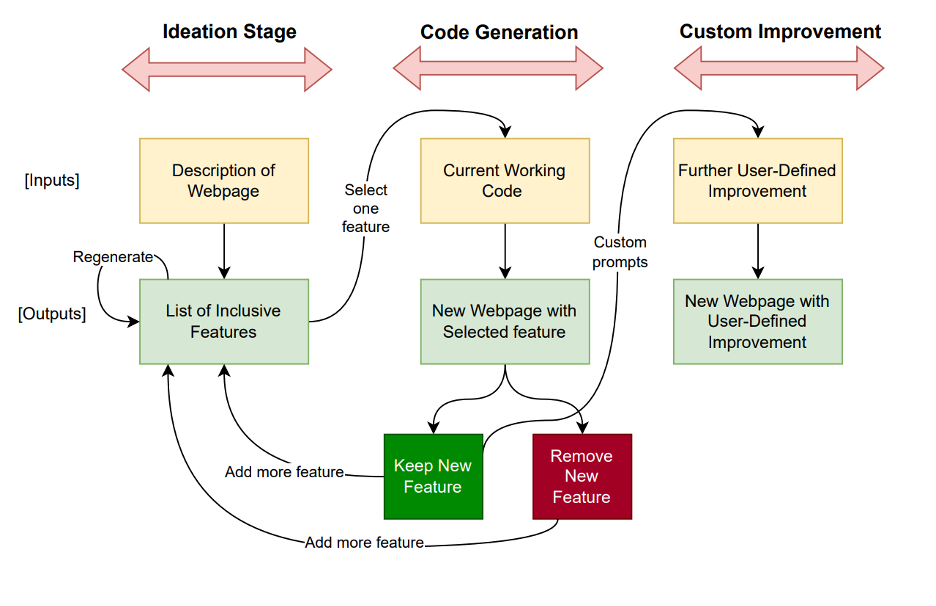 Ideation Stage
Code Generation
Custom Improvement
[Inputs]
Description of
Webpage
Select
one
feature
Current Working
Code
Custom
prompts
Further User-Defined
Improvement
Regenerate
[Outputs]
List of Inclusive
Features
New Webpage with
Selected feature
New Webpage with
User-Defined
Improvement
Add more feature
Keep New
Feature
Remove
New
Feature
Add more feature